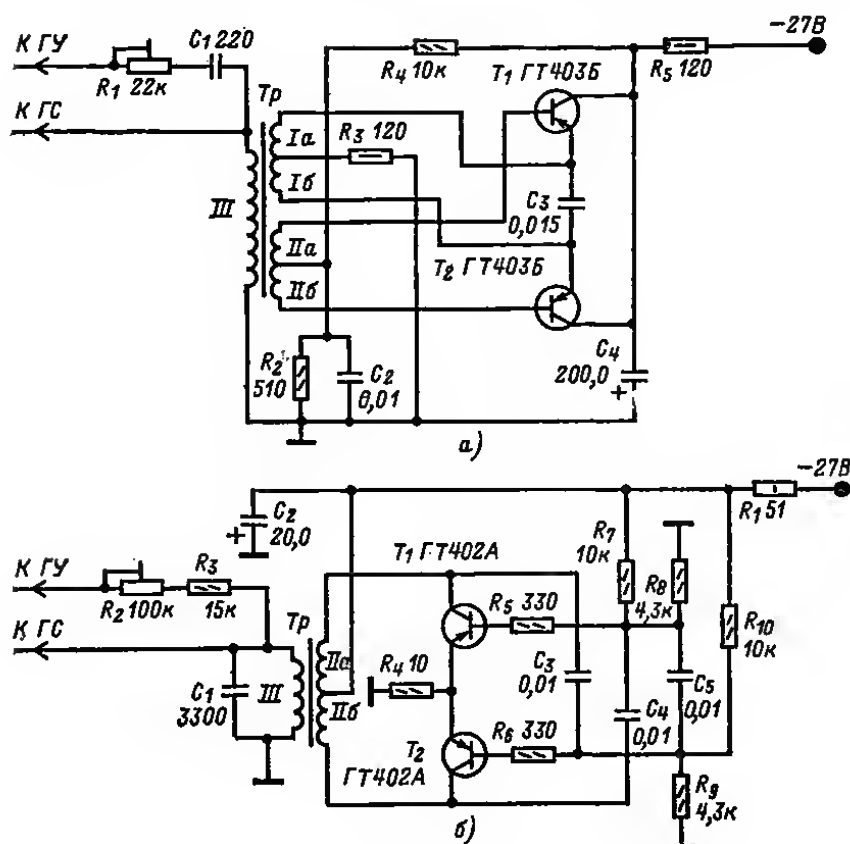 −27В
К ГУ
R1 22к
C1 220
R4 10к
T1 ГТ403Б
R5 120
К ГС
Тр
Iа
Iб
R3 120
III
C3
0,015
IIа
IIб
T2 ГТ403Б
R2
510
C2
0,01
C4
200,0
+
а)
−27В
C2
20,0
+
R1 51
T1 ГТ402А
R7
10к
R8
4,3к
К ГУ
R2 100к
R3
15к
R5 330
R10
10к
К ГС
Тр
IIа
IIб
R4 10
C3
0,01
C5
0,01
C1
3300
III
C4
0,01
R6 330
T2
ГТ402А
R9
4,3к
б)